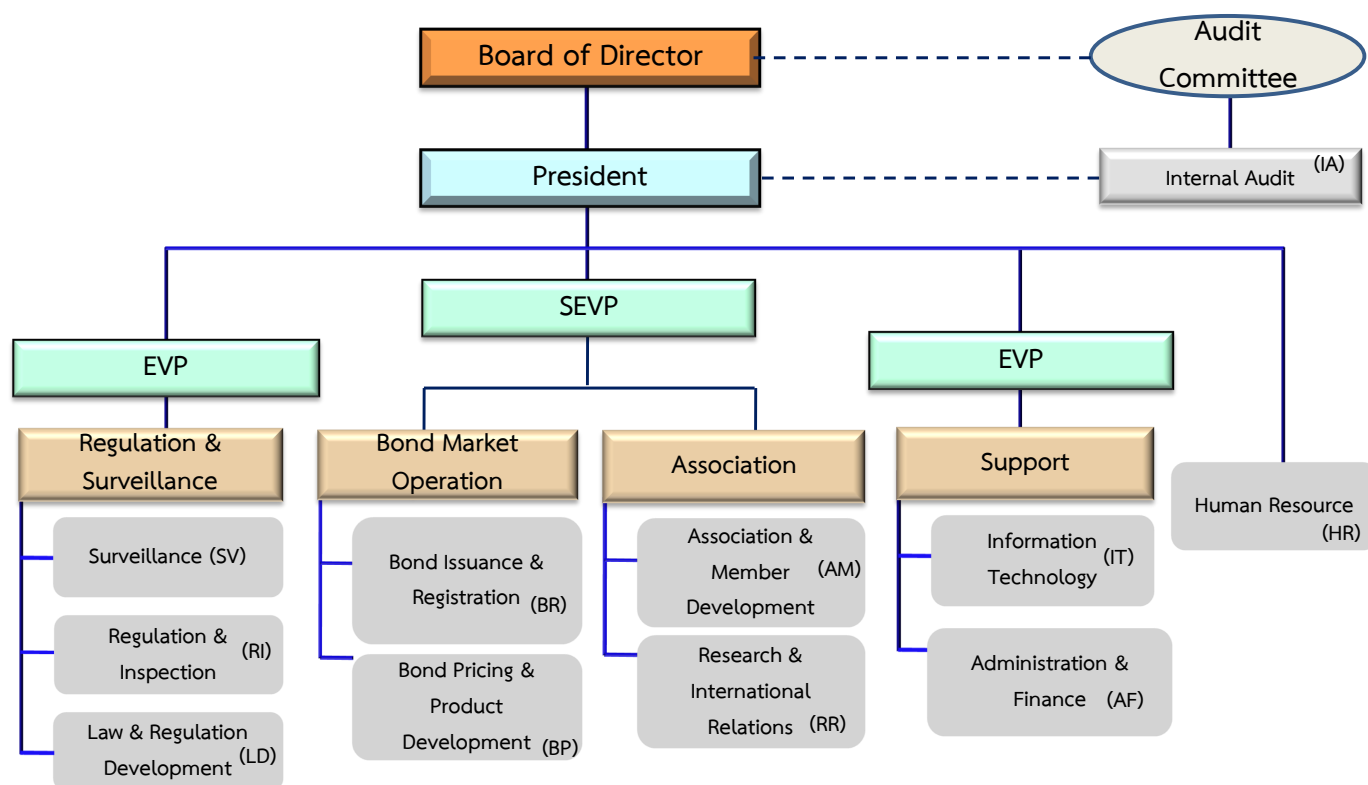 Board of Director
Audit
Committee
President
Internal Audit
(IA)
SEVP
EVP
EVP
Regulation &
Surveillance
Bond Market
Operation
Association
Support
Surveillance (SV)
Regulation &
Inspection
(RI)
Law & Regulation
Development
(LD)
Bond Issuance &
Registration
(BR)
Bond Pricing &
Product
Development
(BP)
Association &
Member
Development
(AM)
Research &
International
Relations
(RR)
Information
Technology
(IT)
Administration &
Finance
(AF)
Human Resource
(HR)